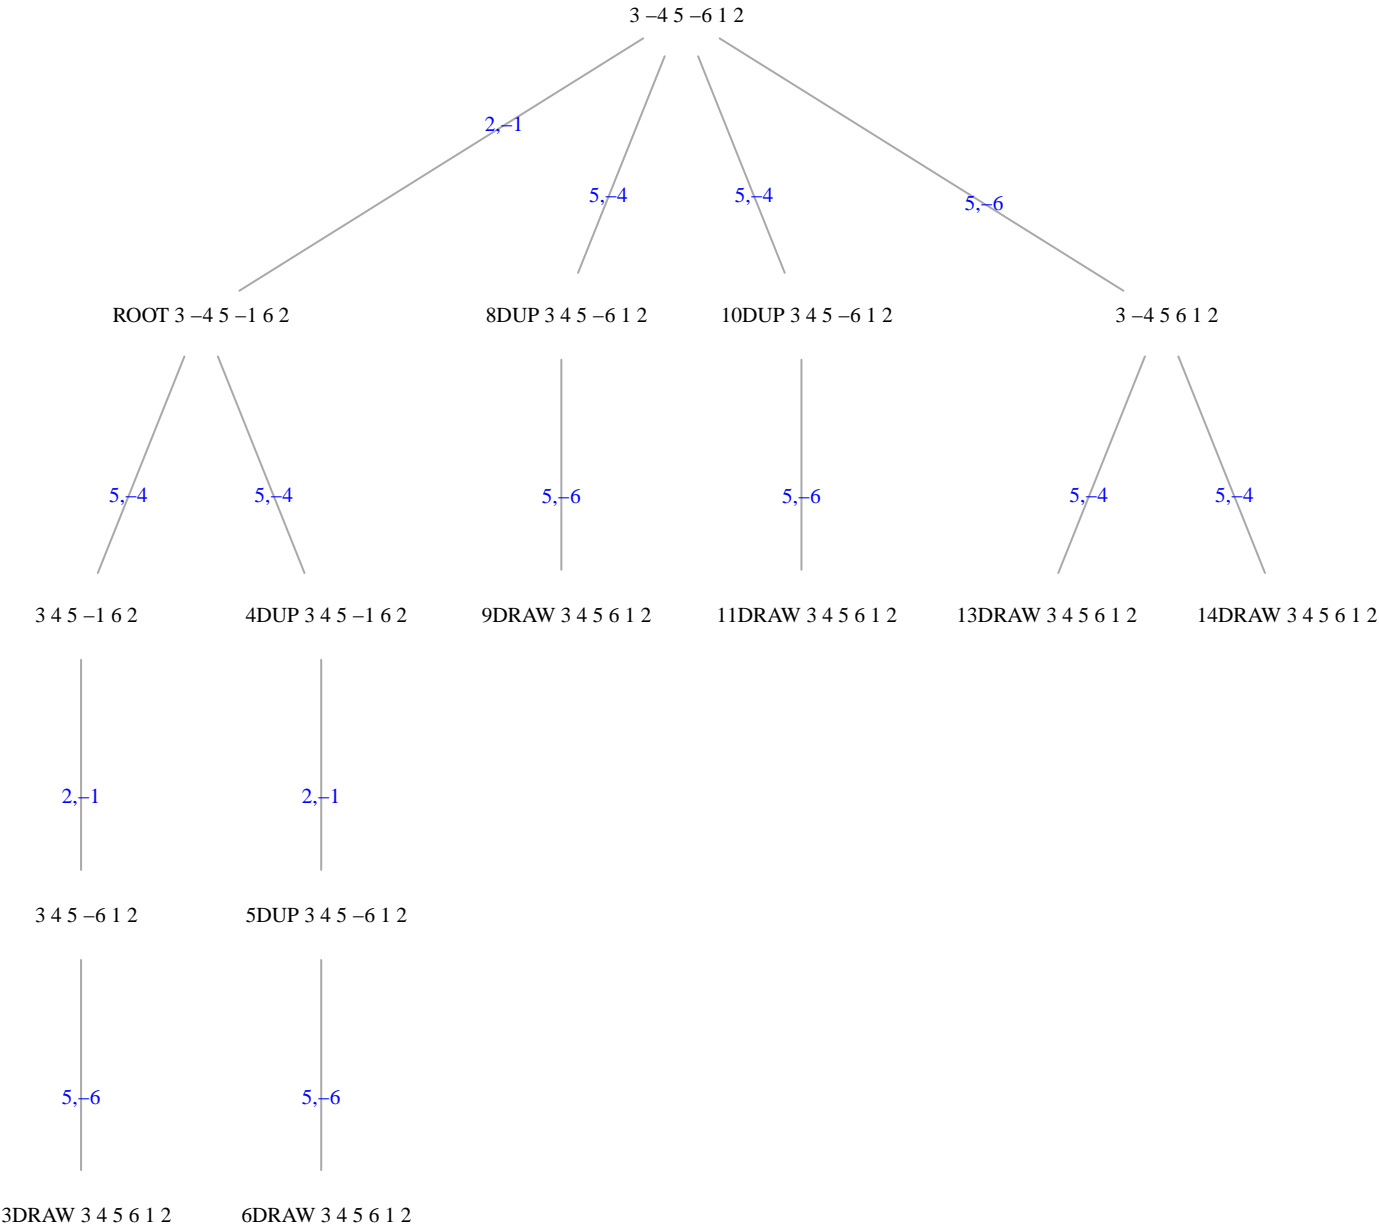 3 –4 5 –6 1 2
2,–1
5,–4
5,–4
5,–6
ROOT 3 –4 5 –1 6 2
8DUP 3 4 5 –6 1 2
10DUP 3 4 5 –6 1 2
3 –4 5 6 1 2
5,–4
5,–4
5,–6
5,–6
5,–4
5,–4
3 4 5 –1 6 2
4DUP 3 4 5 –1 6 2
9DRAW 3 4 5 6 1 2
11DRAW 3 4 5 6 1 2
13DRAW 3 4 5 6 1 2
14DRAW 3 4 5 6 1 2
2,–1
2,–1
3 4 5 –6 1 2
5DUP 3 4 5 –6 1 2
5,–6
5,–6
3DRAW 3 4 5 6 1 2
6DRAW 3 4 5 6 1 2